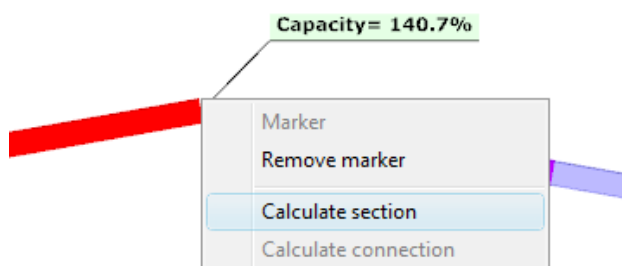 Capacity= 140.7%
Marker
Remove marker
Calculate section
Calculate connection